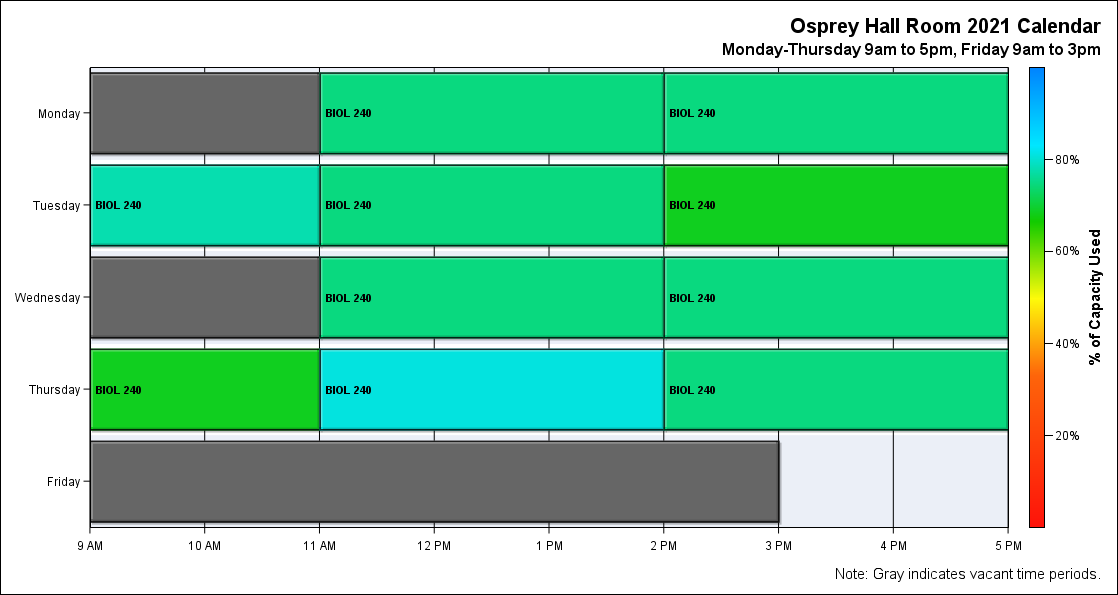 Osprey Hall Room 2021 Calendar
Monday-Thursday 9am to 5pm, Friday 9am to 3pm
Monday
BIOL 240
BIOL 240
Tuesday
BIOL 240
BIOL 240
BIOL 240
Wednesday
BIOL 240
BIOL 240
Thursday
BIOL 240
BIOL 240
BIOL 240
Friday
9 AM
10 AM
11 AM
12 PM
1 PM
2 PM
3 PM
4 PM
5 PM
80%
60%
40%
20%
% of Capacity Used
Note: Gray indicates vacant time periods.